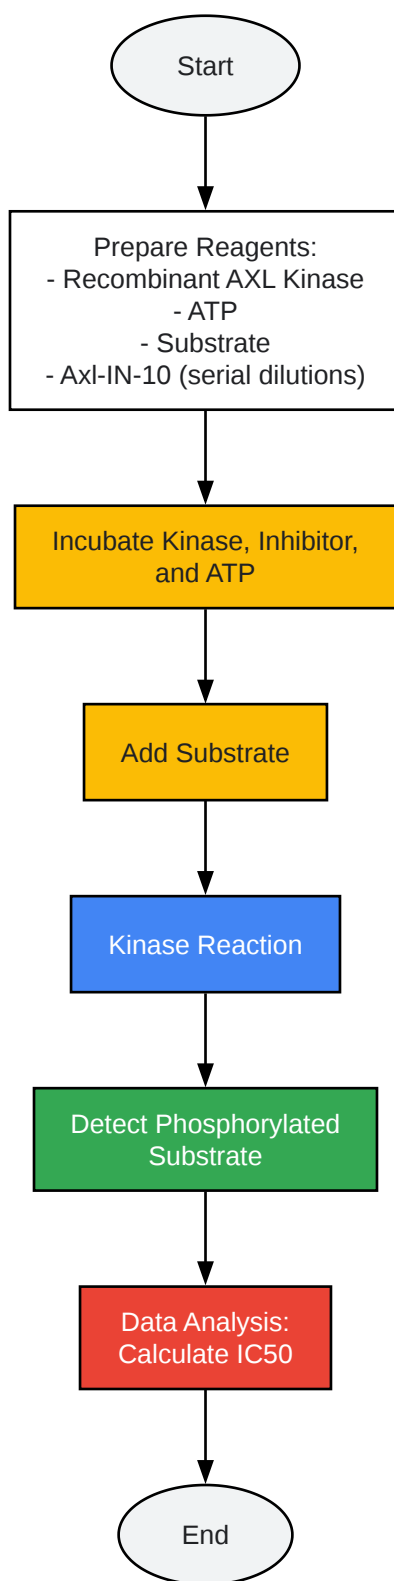 Start
Prepare Reagents:
- Recombinant AXL Kinase
- ATP
- Substrate
- Axl-IN-10 (serial dilutions)
Incubate Kinase, Inhibitor,
and ATP
Add Substrate
Kinase Reaction
Detect Phosphorylated
Substrate
Data Analysis:
Calculate IC50
End